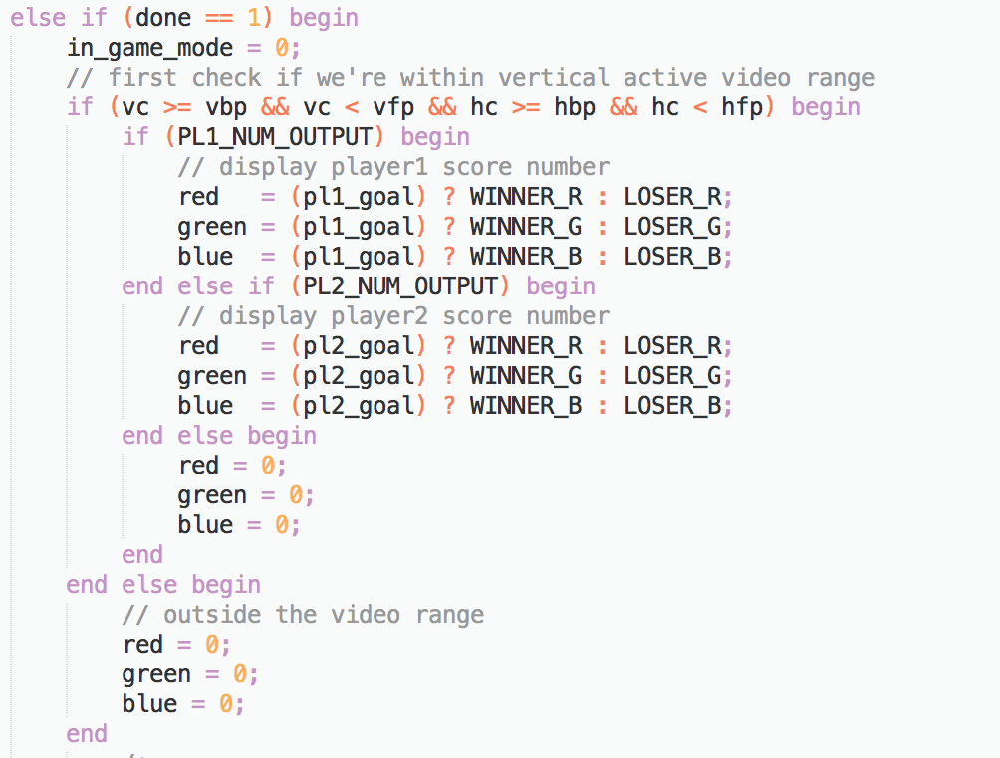 else if (done == 1) begin
    in_game_mode = 0;
    // first check if we're within vertical active video range
    if (vc >= vbp && vc < vfp && hc >= hbp && hc < hfp) begin
        if (PL1_NUM_OUTPUT) begin
            // display player1 score number
            red   = (pl1_goal) ? WINNER_R : LOSER_R;
            green = (pl1_goal) ? WINNER_G : LOSER_G;
            blue  = (pl1_goal) ? WINNER_B : LOSER_B;
        end else if (PL2_NUM_OUTPUT) begin
            // display player2 score number
            red   = (pl2_goal) ? WINNER_R : LOSER_R;
            green = (pl2_goal) ? WINNER_G : LOSER_G;
            blue  = (pl2_goal) ? WINNER_B : LOSER_B;
        end else begin
            red = 0;
            green = 0;
            blue = 0;
        end
    end else begin
        // outside the video range
        red = 0;
        green = 0;
        blue = 0;
    end